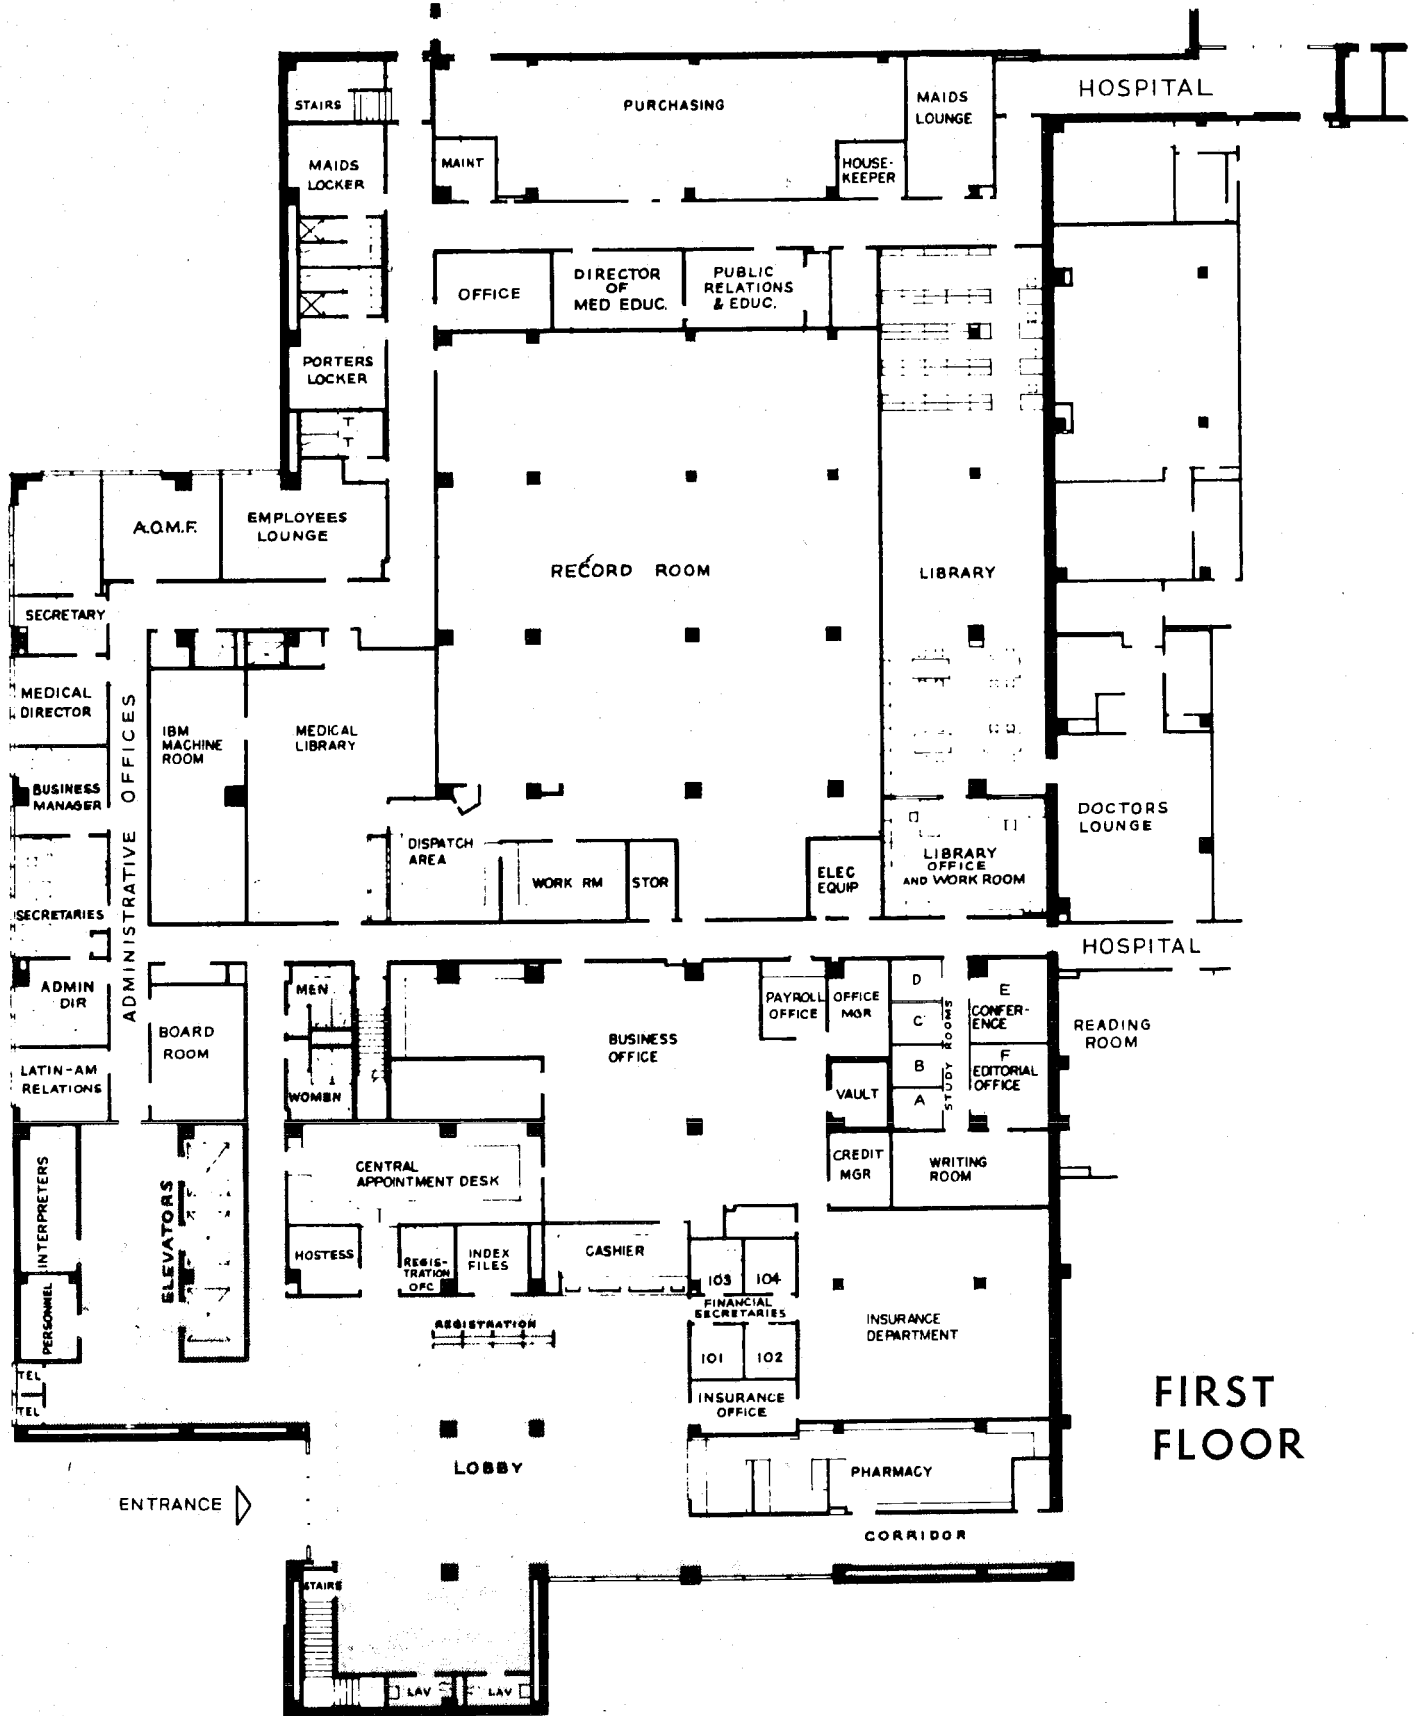 HOSPITAL
STAIRS
PURCHASING
MAIDS
LOUNGE
MAIDS
LOCKER
MAINT
HOUSE-
KEEPER
OFFICE
DIRECTOR
OF
MED EDUC.
PUBLIC
RELATIONS
& EDUC.
PORTERS
LOCKER
A.O.M.F.
EMPLOYEES
LOUNGE
RECORD ROOM
LIBRARY
SECRETARY
MEDICAL
DIRECTOR
ADMINISTRATIVE OFFICES
IBM
MACHINE
ROOM
MEDICAL
LIBRARY
BUSINESS
MANAGER
DOCTORS
LOUNGE
DISPATCH
AREA
WORK RM
STOR
ELEC
EQUIP
LIBRARY
OFFICE
AND WORK ROOM
SECRETARIES
HOSPITAL
ADMIN
DIR
BOARD
ROOM
MEN
BUSINESS
OFFICE
PAYROLL
OFFICE
OFFICE
MGR
D
C
B
A
STUDY ROOMS
E
CONFER-
ENCE
F
EDITORIAL
OFFICE
READING
ROOM
LATIN-AM
RELATIONS
WOMEN
VAULT
INTERPRETERS
ELEVATORS
CENTRAL
APPOINTMENT DESK
CREDIT
MGR
WRITING
ROOM
HOSTESS
REGIS-
TRATION
OFC
INDEX
FILES
CASHIER
103
104
FINANCIAL
SECRETARIES
PERSONNEL
REGISTRATION
INSURANCE
DEPARTMENT
101
102
TEL
TEL
INSURANCE
OFFICE
FIRST
FLOOR
LOBBY
PHARMACY
ENTRANCE
CORRIDOR
STAIRS
LAV
LAV